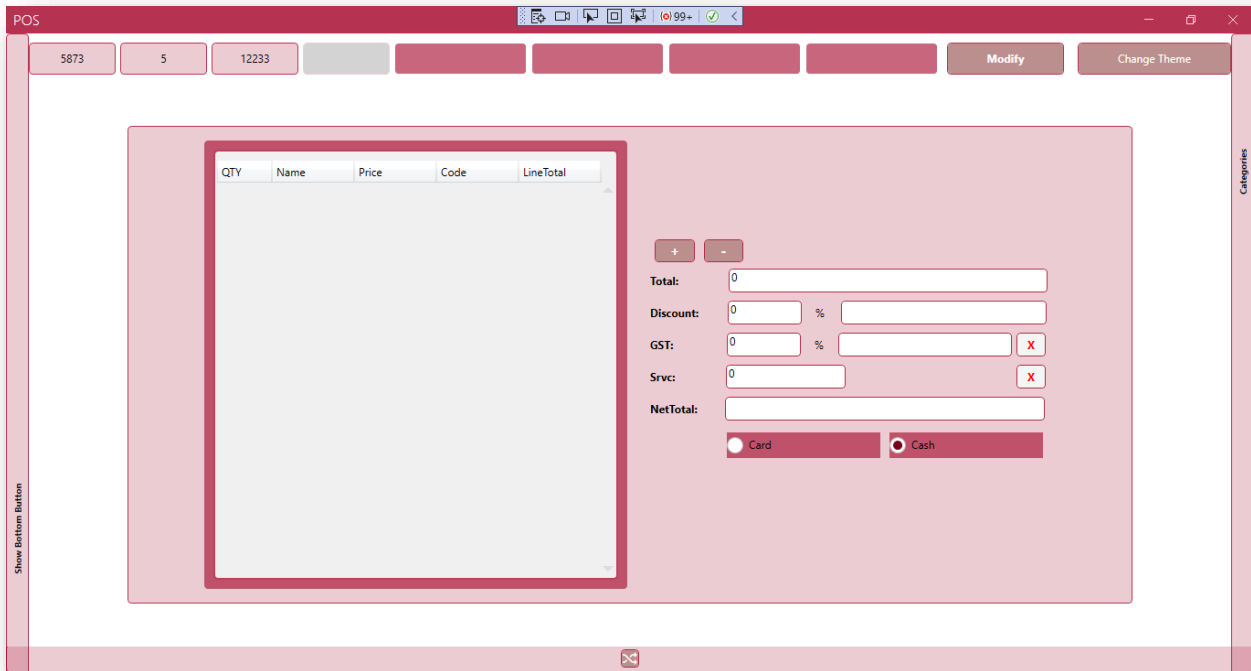 POS
99+
5873 5 12233 Modify Change Theme
Categories
QTY Name Price Code LineTotal
+ -
Total: 0
Discount: 0 %
GST: 0 % X
Srvc: 0 X
NetTotal:
Card Cash
Show Bottom Button